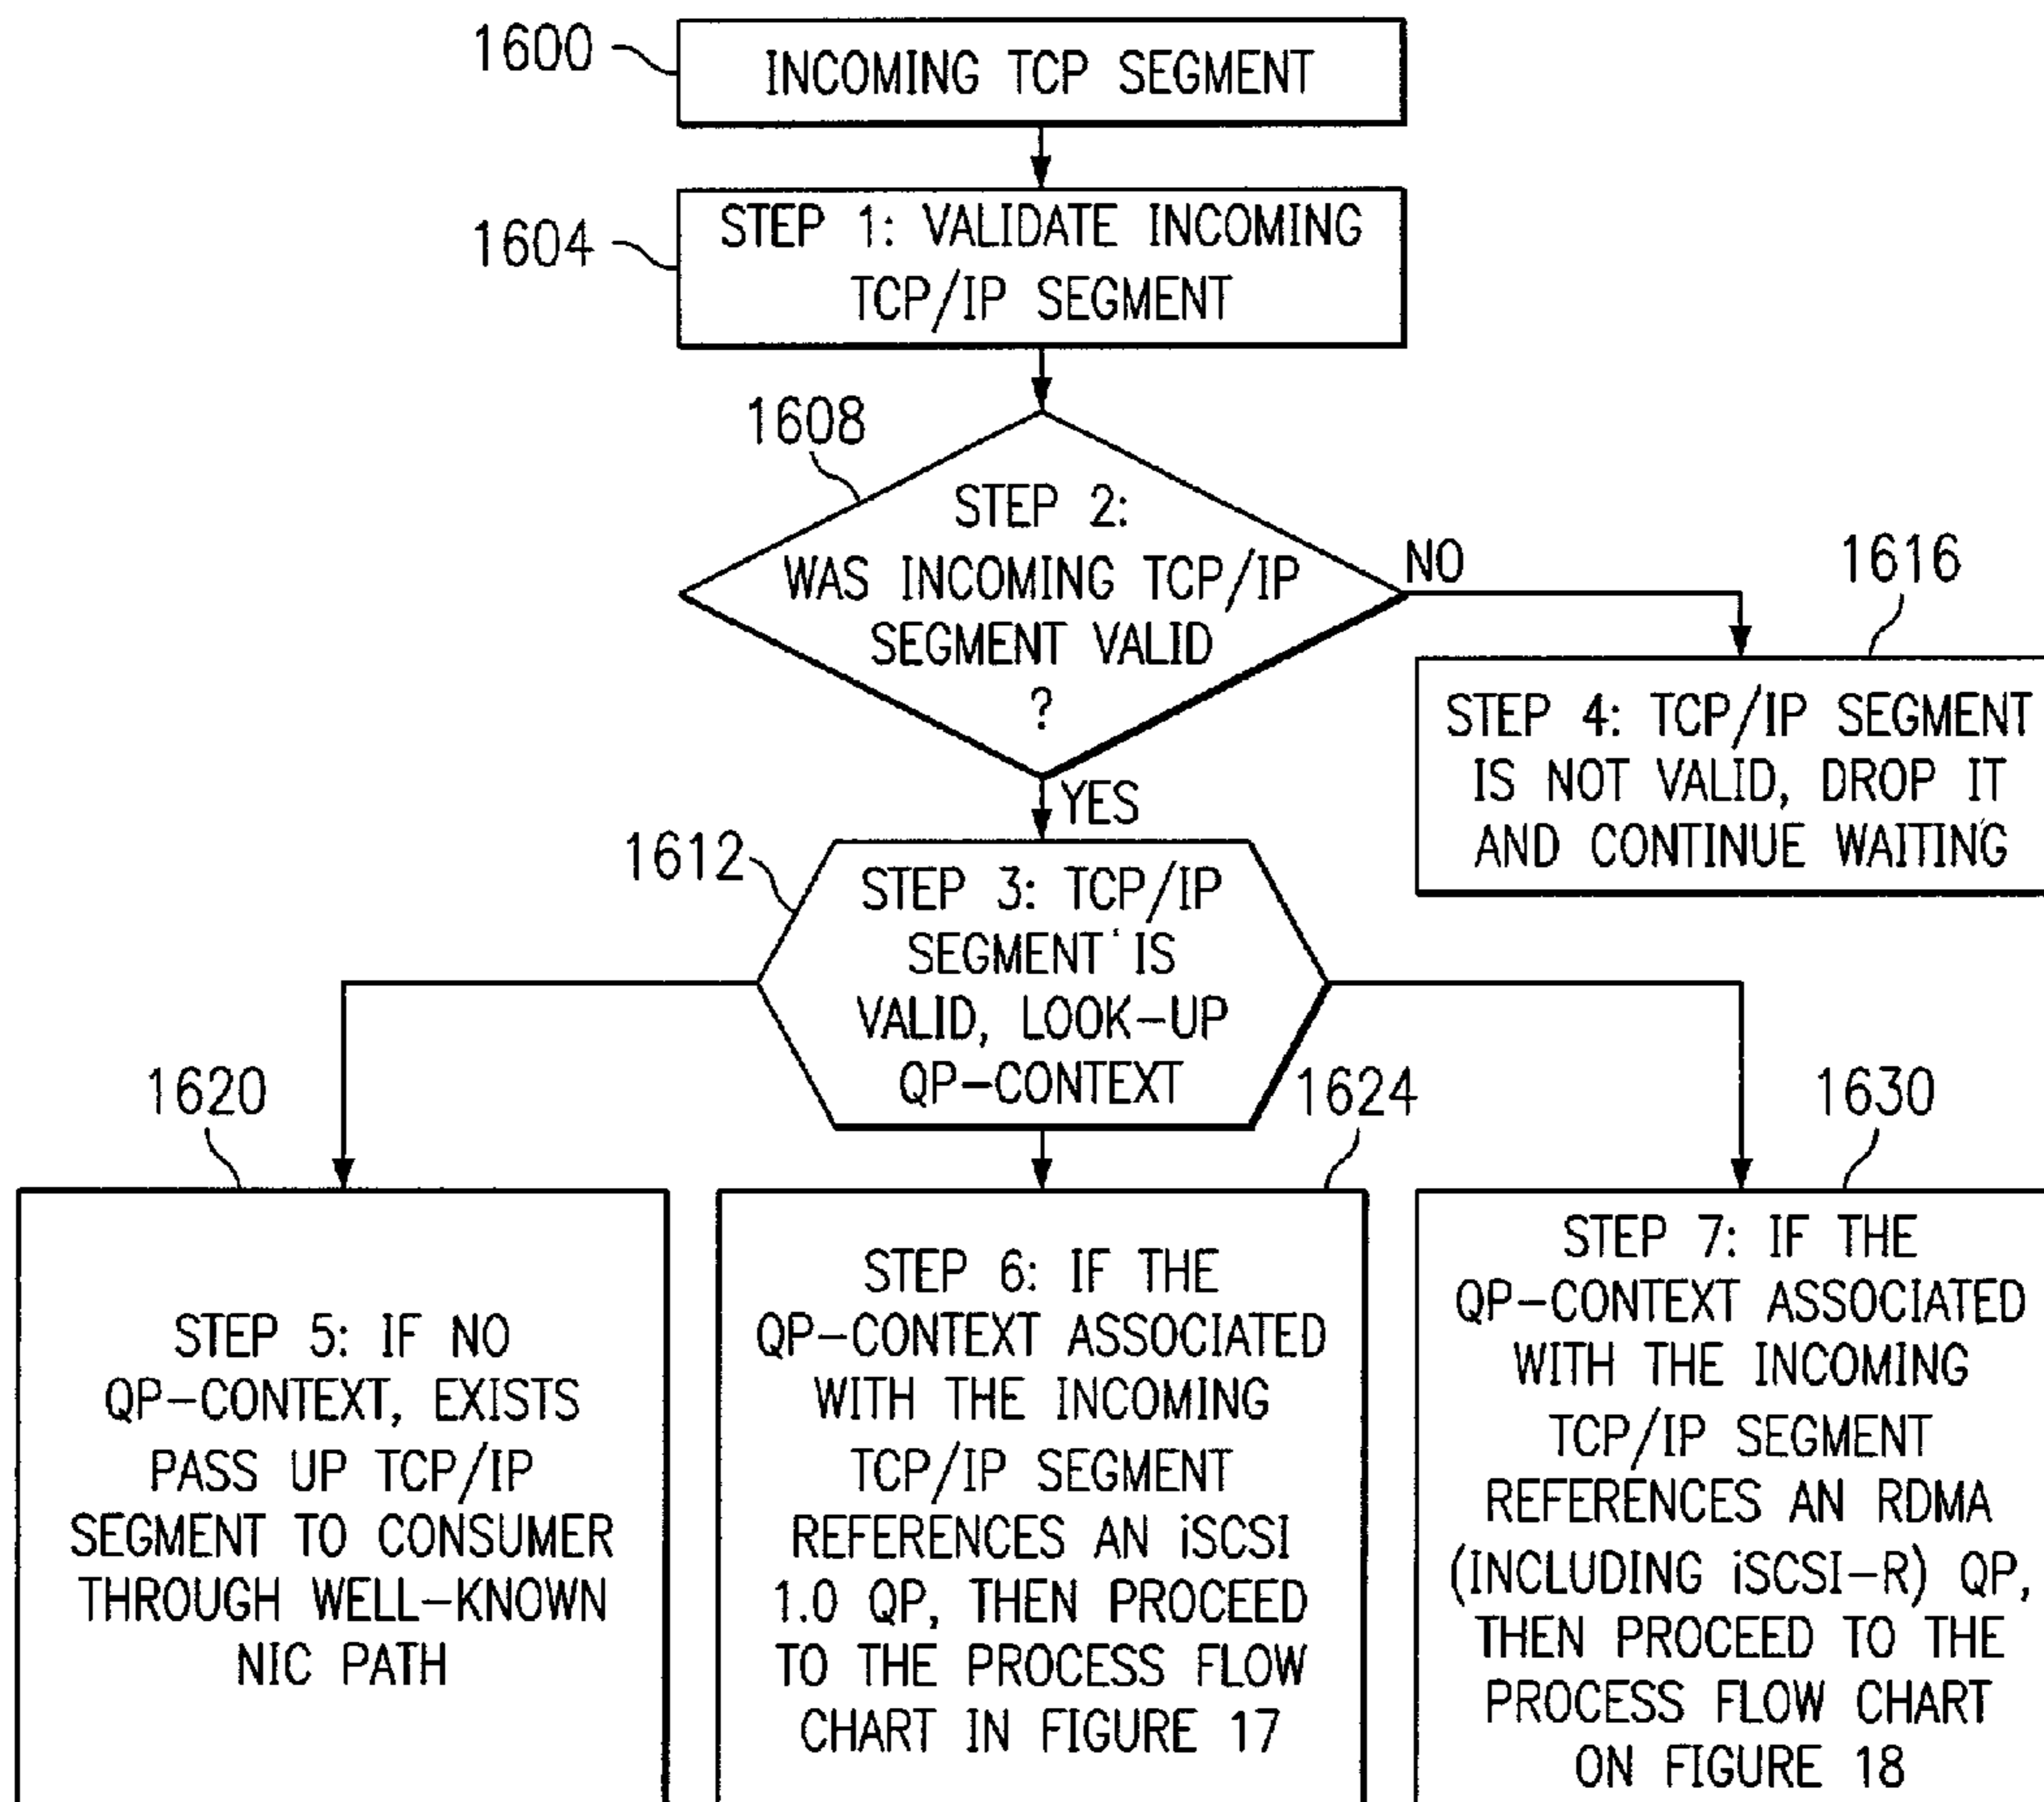 1600
INCOMING TCP SEGMENT
1604
STEP 1: VALIDATE INCOMING
TCP/IP SEGMENT
1608
STEP 2:
WAS INCOMING TCP/IP
SEGMENT VALID
?
NO
YES
1616
STEP 4: TCP/IP SEGMENT
IS NOT VALID, DROP IT
AND CONTINUE WAITING
1612
STEP 3: TCP/IP
SEGMENT IS
VALID, LOOK-UP
QP-CONTEXT
1620
STEP 5: IF NO
QP-CONTEXT, EXISTS
PASS UP TCP/IP
SEGMENT TO CONSUMER
THROUGH WELL-KNOWN
NIC PATH
1624
STEP 6: IF THE
QP-CONTEXT ASSOCIATED
WITH THE INCOMING
TCP/IP SEGMENT
REFERENCES AN iSCSI
1.0 QP, THEN PROCEED
TO THE PROCESS FLOW
CHART IN FIGURE 17
1630
STEP 7: IF THE
QP-CONTEXT ASSOCIATED
WITH THE INCOMING
TCP/IP SEGMENT
REFERENCES AN RDMA
(INCLUDING iSCSI-R) QP,
THEN PROCEED TO THE
PROCESS FLOW CHART
ON FIGURE 18